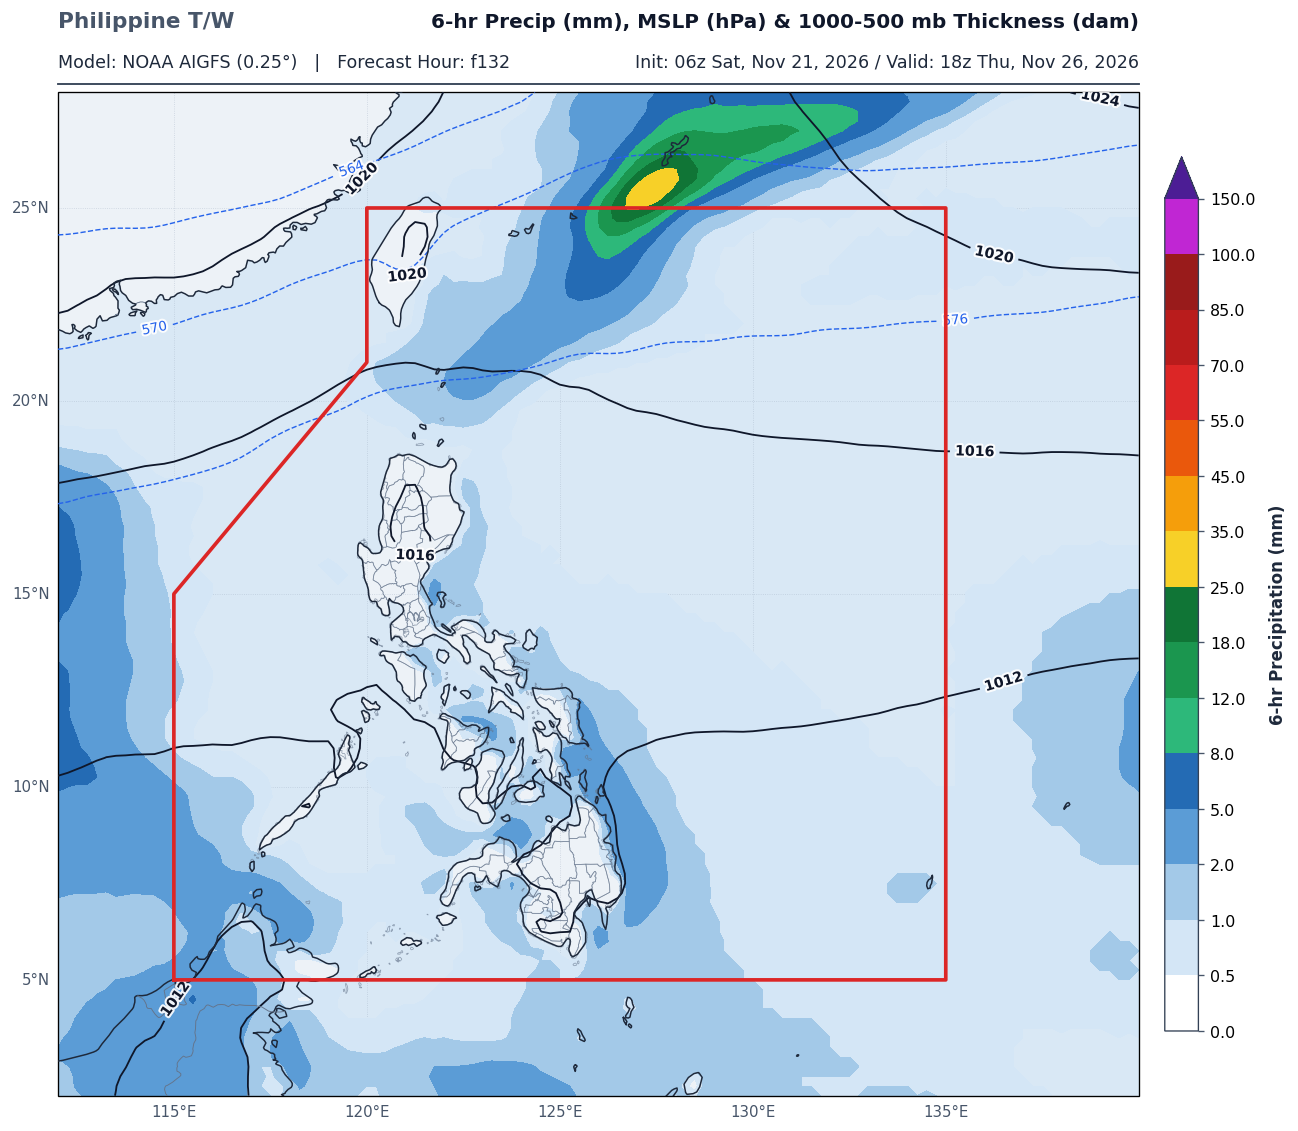 Philippine T/W
6-hr Precip (mm), MSLP (hPa) & 1000-500 mb Thickness (dam)
Model: NOAA AIGFS (0.25°) | Forecast Hour: f132
Init: 06z Sat, Nov 21, 2026 / Valid: 18z Thu, Nov 26, 2026
1024
564
1020
1020
1020
570
576
1016
1016
1012
1012
25°N
20°N
15°N
10°N
5°N
115°E
120°E
125°E
130°E
135°E
150.0
100.0
85.0
70.0
55.0
45.0
35.0
25.0
18.0
12.0
8.0
5.0
2.0
1.0
0.5
0.0
6-hr Precipitation (mm)